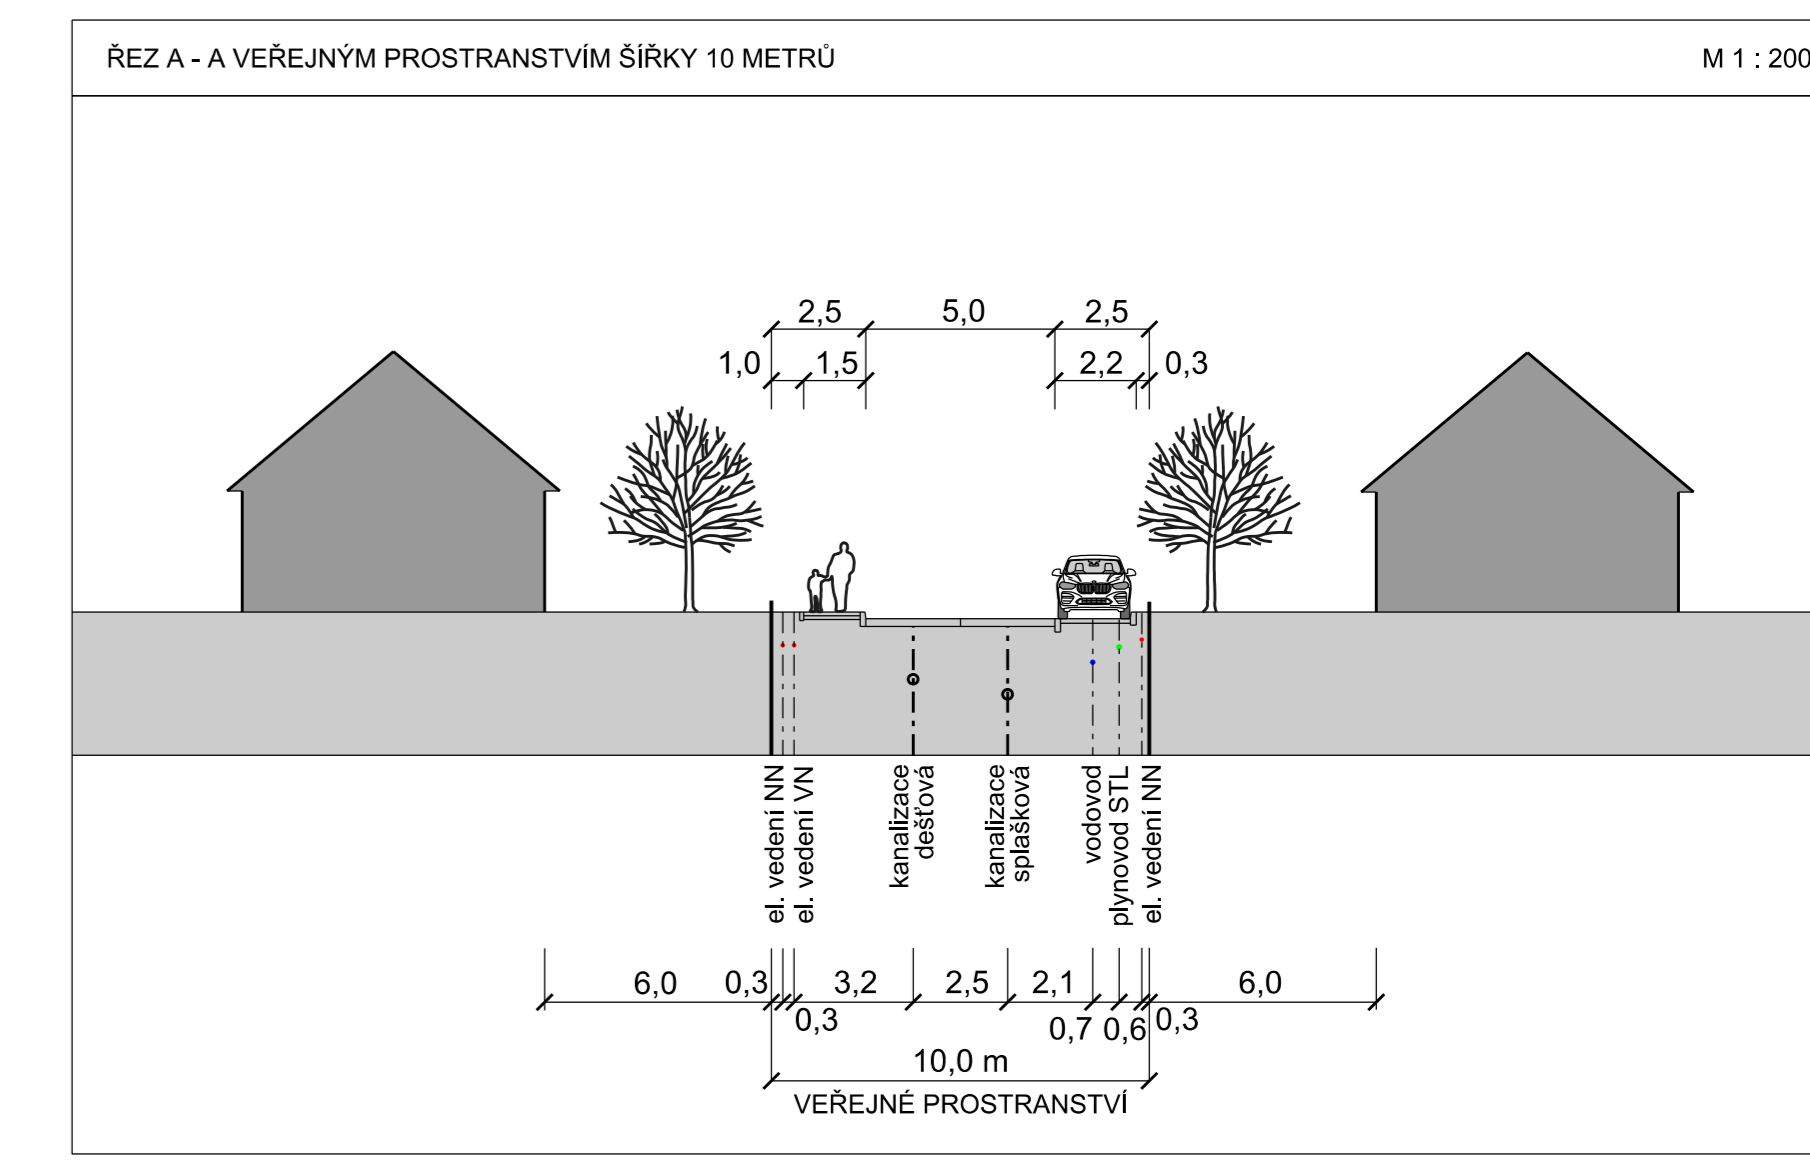 ŘEZ A - A VEŘEJNÝM PROSTRANSTVÍM ŠÍŘKY 10 METRŮ
M 1 : 200
2,5
5,0
2,5
1,0
1,5
2,2
0,3
el. vedení NN
el. vedení VN
kanalizace
dešťová
kanalizace
splašková
vodovod
plynovod STL
el. vedení NN
6,0
0,3
3,2
2,5
2,1
6,0
0,3
0,7
0,6
0,3
10,0 m
VEŘEJNÉ PROSTRANSTVÍ